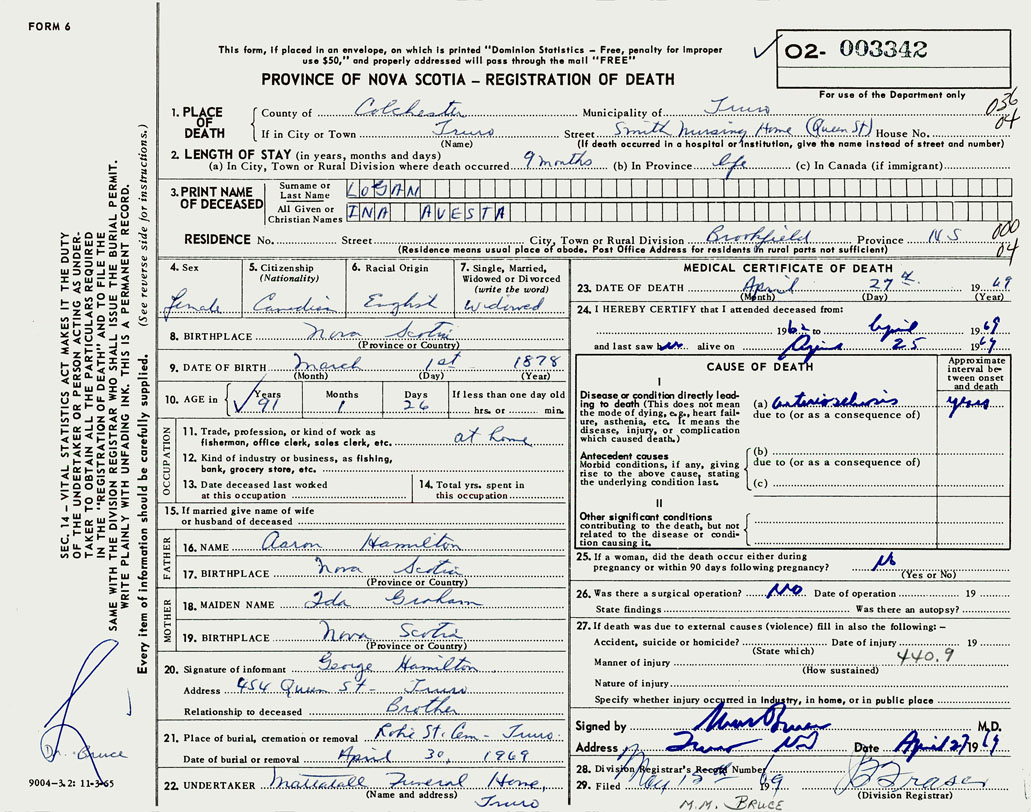 FORM 6
This form, if placed in an envelope, on which is printed "Dominion Statistics – Free, penalty for improper
use $50," and properly addressed will pass through the mail "FREE"
PROVINCE OF NOVA SCOTIA – REGISTRATION OF DEATH
O2- 003342
For use of the Department only
036
04
1. PLACE OF DEATH
County of Colchester Municipality of Truro
If in City or Town Truro Street Smith Nursing Home (Queen St) House No.
(Name) (If death occurred in a hospital or institution, give the name instead of street and number)
2. LENGTH OF STAY (in years, months and days)
(a) In City, Town or Rural Division where death occurred 9 months (b) In Province life (c) In Canada (if immigrant)
3. PRINT NAME OF DECEASED
Surname or Last Name LOGAN
All Given or Christian Names INA AVESTA
RESIDENCE No. Street City, Town or Rural Division Brookfield Province NS
(Residence means usual place of abode. Post Office Address for residents in rural parts not sufficient)
000
04
4. Sex
Female
5. Citizenship (Nationality)
Canadian
6. Racial Origin
English
7. Single, Married, Widowed or Divorced (write the word)
Widowed
8. BIRTHPLACE Nova Scotia
(Province or Country)
9. DATE OF BIRTH March 1st 1878
(Month) (Day) (Year)
10. AGE in Years Months Days If less than one day old
91 1 26 hrs. or min.
OCCUPATION
11. Trade, profession, or kind of work as
fisherman, office clerk, sales clerk, etc. at home
12. Kind of industry or business, as fishing,
bank, grocery store, etc.
13. Date deceased last worked
at this occupation
14. Total yrs. spent in
this occupation
15. If married give name of wife
or husband of deceased
FATHER
16. NAME Aaron Hamilton
17. BIRTHPLACE Nova Scotia
(Province or Country)
MOTHER
18. MAIDEN NAME Ida Graham
19. BIRTHPLACE Nova Scotia
(Province or Country)
20. Signature of informant George Hamilton
Address 454 Queen St - Truro
Relationship to deceased Brother
21. Place of burial, cremation or removal Robie St. Cem - Truro
Date of burial or removal April 30, 1969
22. UNDERTAKER Mattatall Funeral Home,
(Name and address) Truro
MEDICAL CERTIFICATE OF DEATH
23. DATE OF DEATH April 27th 1969
(Month) (Day) (Year)
24. I HEREBY CERTIFY that I attended deceased from:
1962 to April 1969
and last saw her alive on April 25 1969
CAUSE OF DEATH
Approximate interval between onset and death
I
Disease or condition directly leading to death (This does not mean
the mode of dying, e.g., heart failure, asthenia, etc. It means the
disease, injury, or complication
which caused death.)
(a) arteriosclerosis years
due to (or as a consequence of)
Antecedent causes
Morbid conditions, if any, giving
rise to the above cause, stating
the underlying condition last.
(b)
due to (or as a consequence of)
(c)
II
Other significant conditions
contributing to the death, but not
related to the disease or condition causing it.
25. If a woman, did the death occur either during
pregnancy or within 90 days following pregnancy? No
(Yes or No)
26. Was there a surgical operation? No Date of operation 19
State findings Was there an autopsy?
27. If death was due to external causes (violence) fill in also the following: –
Accident, suicide or homicide? Date of injury 19
(State which)
440.9
Manner of injury
(How sustained)
Nature of injury
Specify whether injury occurred in Industry, in home, or in public place
Signed by M.D.
Address Truro NS Date April 27 1969
28. Division Registrar's Record Number
29. Filed May 1969
(Division Registrar)
M.M. BRUCE
SEC. 14 – VITAL STATISTICS ACT MAKES IT THE DUTY
OF THE UNDERTAKER OR PERSON ACTING AS UNDER-
TAKER TO OBTAIN ALL THE PARTICULARS REQUIRED
IN THE "REGISTRATION OF DEATH" AND TO FILE THE
SAME WITH THE DIVISION REGISTRAR WHO SHALL ISSUE THE BURIAL PERMIT.
WRITE PLAINLY WITH UNFADING INK. THIS IS A PERMANENT RECORD.
Every item of information should be carefully supplied. (See reverse side for instructions.)
Dr. Bruce
9004-3.2: 11-3-65